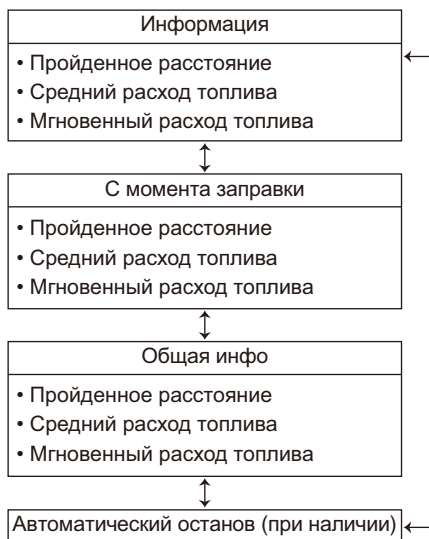 Информация
• Пройденное расстояние
• Средний расход топлива
• Мгновенный расход топлива
С момента заправки
• Пройденное расстояние
• Средний расход топлива
• Мгновенный расход топлива
Общая инфо
• Пройденное расстояние
• Средний расход топлива
• Мгновенный расход топлива
Автоматический останов (при наличии)